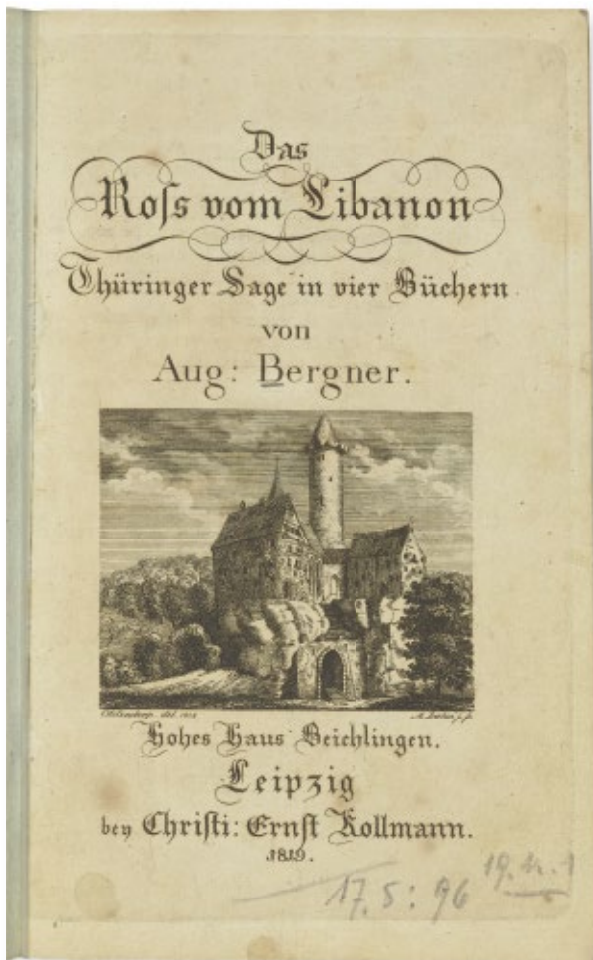 Das
Roſs vom Libanon
Thüringer Sage in vier Büchern
von
Aug: Bergner.
del.
Hohes Haus Beichlingen.
Leipzig
bey Chriſti: Ernſt Kollmann.
1819.
17. 5: 96